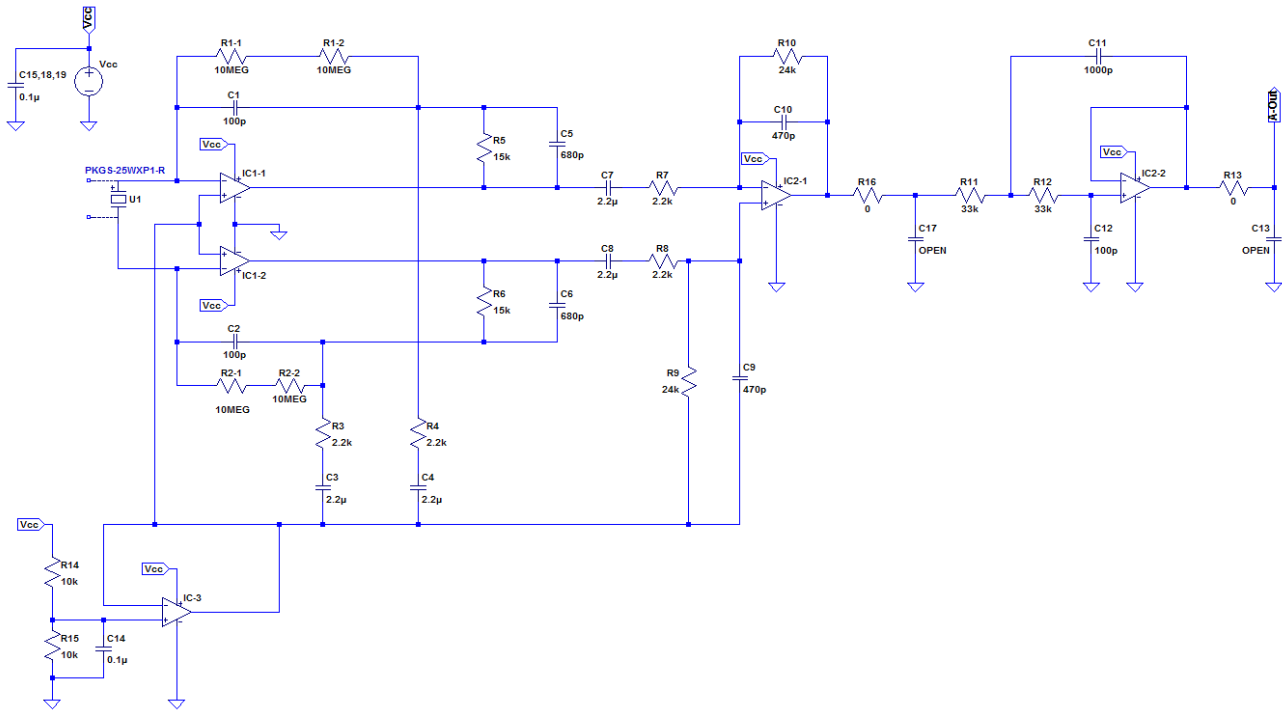 Vcc
C15,18,19
0.1µ
Vcc
R1-1
10MEG
R1-2
10MEG
C1
100p
R5
15k
C5
680p
Vcc
IC1-1
PKGS-25WXP1-R
U1
IC1-2
Vcc
C7
2.2µ
R7
2.2k
C8
2.2µ
R8
2.2k
R6
15k
C6
680p
C2
100p
R2-1
10MEG
R2-2
10MEG
R3
2.2k
R4
2.2k
C3
2.2µ
C4
2.2µ
R9
24k
C9
470p
R10
24k
C10
470p
Vcc
IC2-1
R16
0
C17
OPEN
R11
33k
R12
33k
C11
1000p
Vcc
IC2-2
C12
100p
R13
0
A-Out
C13
OPEN
Vcc
R14
10k
R15
10k
C14
0.1µ
Vcc
IC-3